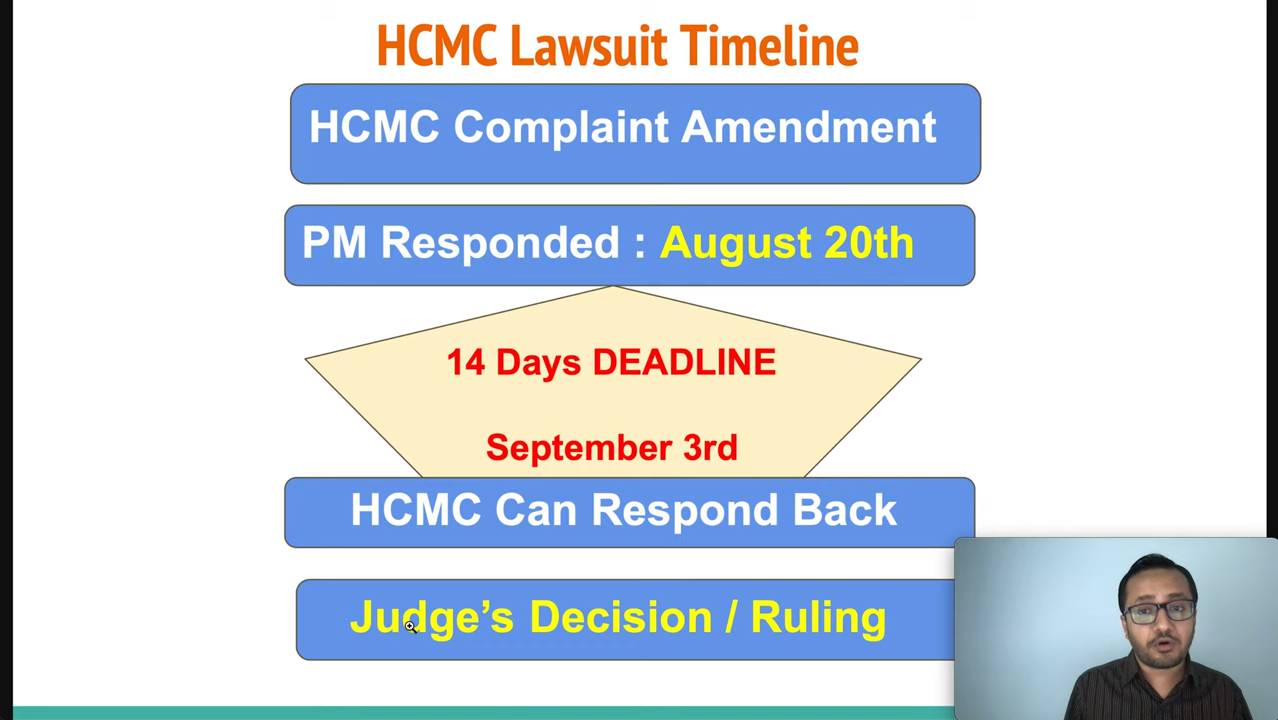 HCMC Lawsuit Timeline
HCMC Complaint Amendment
PM Responded : August 20th
14 Days DEADLINE
September 3rd
HCMC Can Respond Back
Judge’s Decision / Ruling